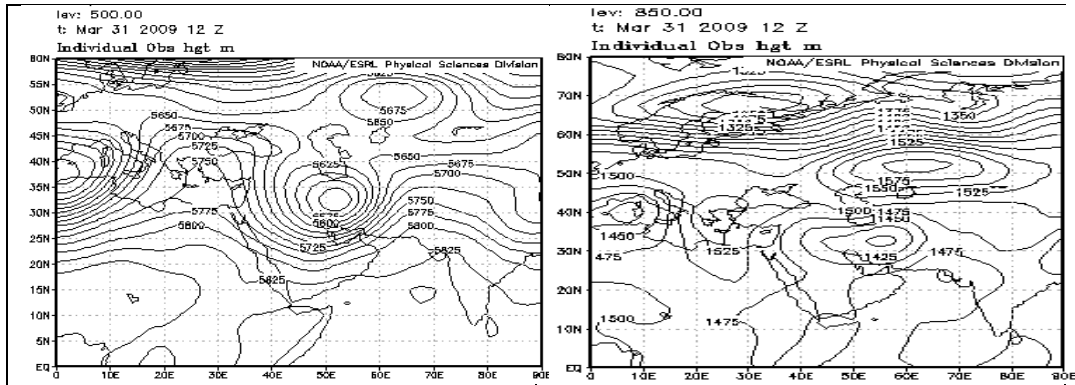 lev: 500.00
t: Mar 31 2009 12 Z
Individual Obs hgt m
NOAA/ESRL Physical Sciences Division
60N
55N
50N
45N
40N
35N
30N
25N
20N
15N
10N
5N
EQ
0 10E 20E 30E 40E 50E 60E 70E 80E
5675
5650
5650
5675
5700
5725
5750
5625
5650
5675
5700
5750
5775
5800
5775
5800
5600
5725
5825
5625
lev: 850.00
t: Mar 31 2009 12 Z
Individual Obs hgt m
NOAA/ESRL Physical Sciences Division
80N
70N
60N
50N
40N
30N
20N
10N
EQ
0 10E 20E 30E 40E 50E 60E 70E 80E
1325
1350
1525
1500
1575
1550
1525
1500
1475
1450
1450
475
1525
1425
1475
1500
1475